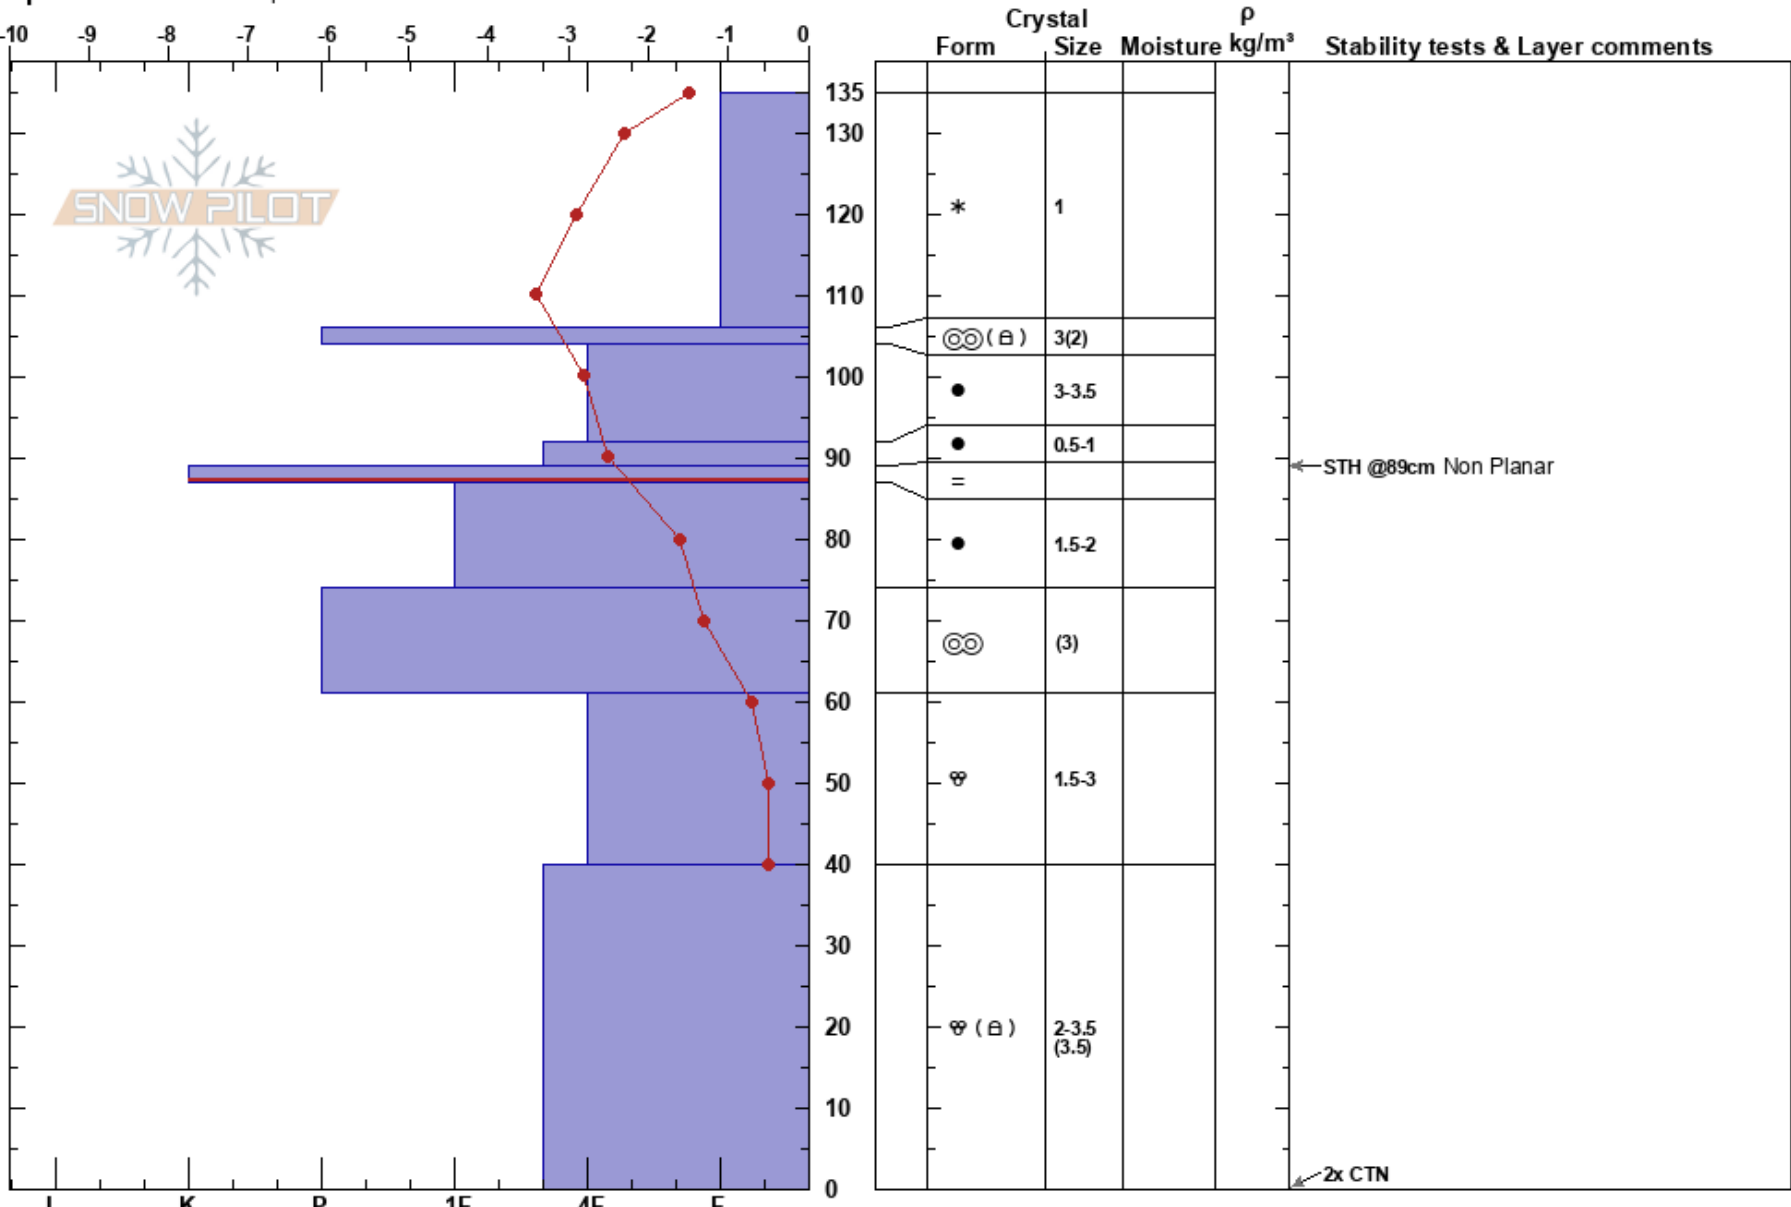 Crystal ρ
-10 -9 -8 -7 -6 -5 -4 -3 -2 -1 0 Form Size Moisture kg/m³ Stability tests & Layer comments
135
130
SNOW PILOT
120 * 1
110
3(2)
100
3-3.5
0.5-1
90 STH @89cm Non Planar
=
80 1.5-2
70
(3)
60
50 1.5-3
40
30
20 2-3.5
(3.5)
10
2x CTN
0
K P 1F 4F F